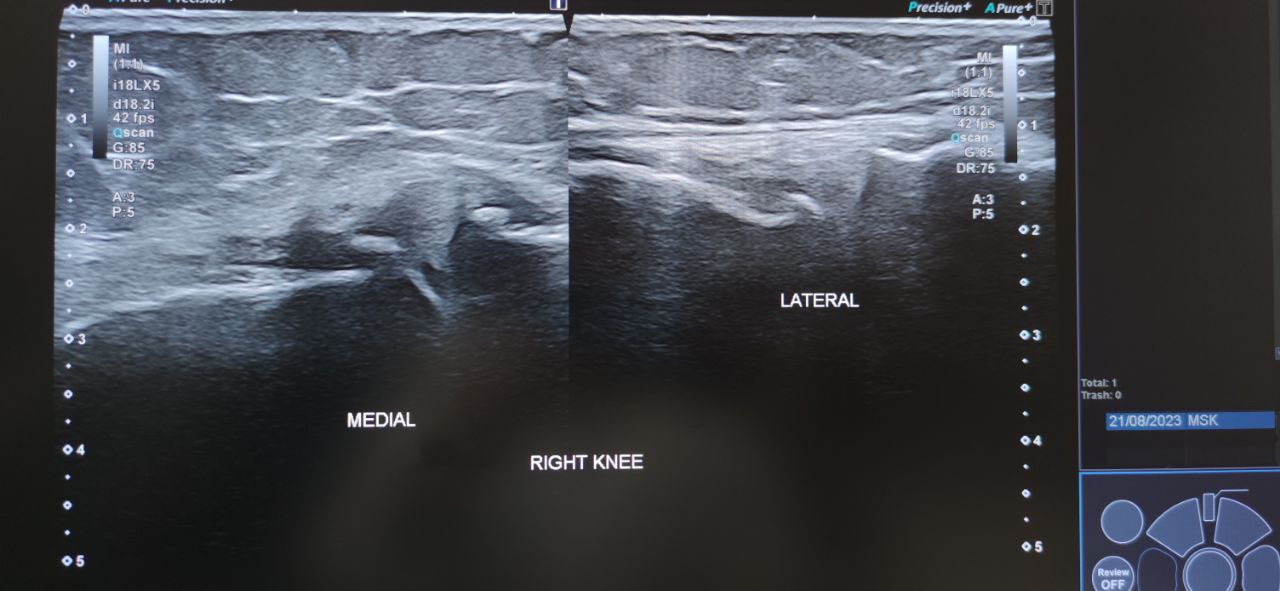 Precision+ APure+ T
0 0
MI
(1.1)
i18LX5
d18.2i
42 fps
Qscan
G:85
DR:75
A:3
P:5
MI
(1.1)
i18LX5
d18.2i
42 fps
Qscan
G:85
DR:75
A:3
P:5
1 1
2 2
3 3
4 4
5 5
LATERAL
MEDIAL
RIGHT KNEE
Total: 1
Trash: 0
21/08/2023 MSK
Review
OFF